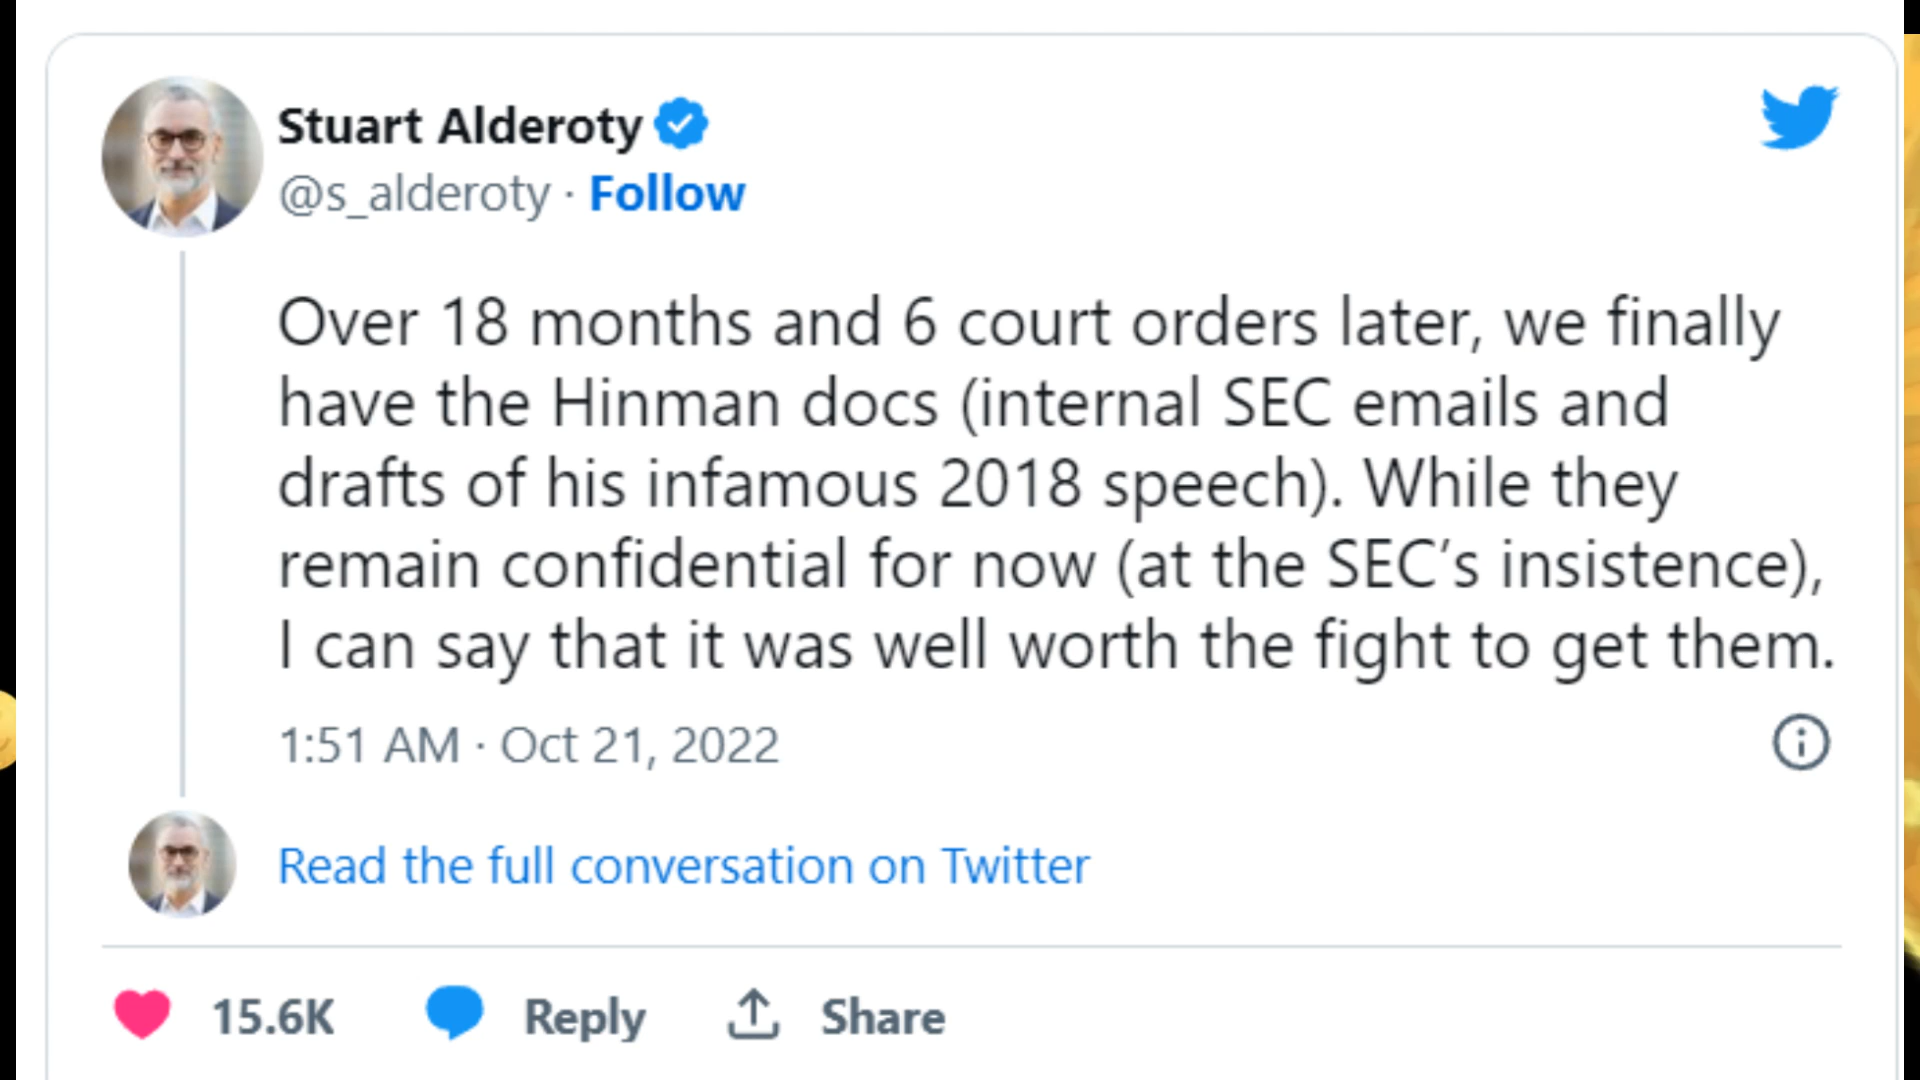 Stuart Alderoty
@s_alderoty · Follow
Over 18 months and 6 court orders later, we finally
have the Hinman docs (internal SEC emails and
drafts of his infamous 2018 speech). While they
remain confidential for now (at the SEC’s insistence),
I can say that it was well worth the fight to get them.
1:51 AM · Oct 21, 2022
Read the full conversation on Twitter
15.6K Reply Share